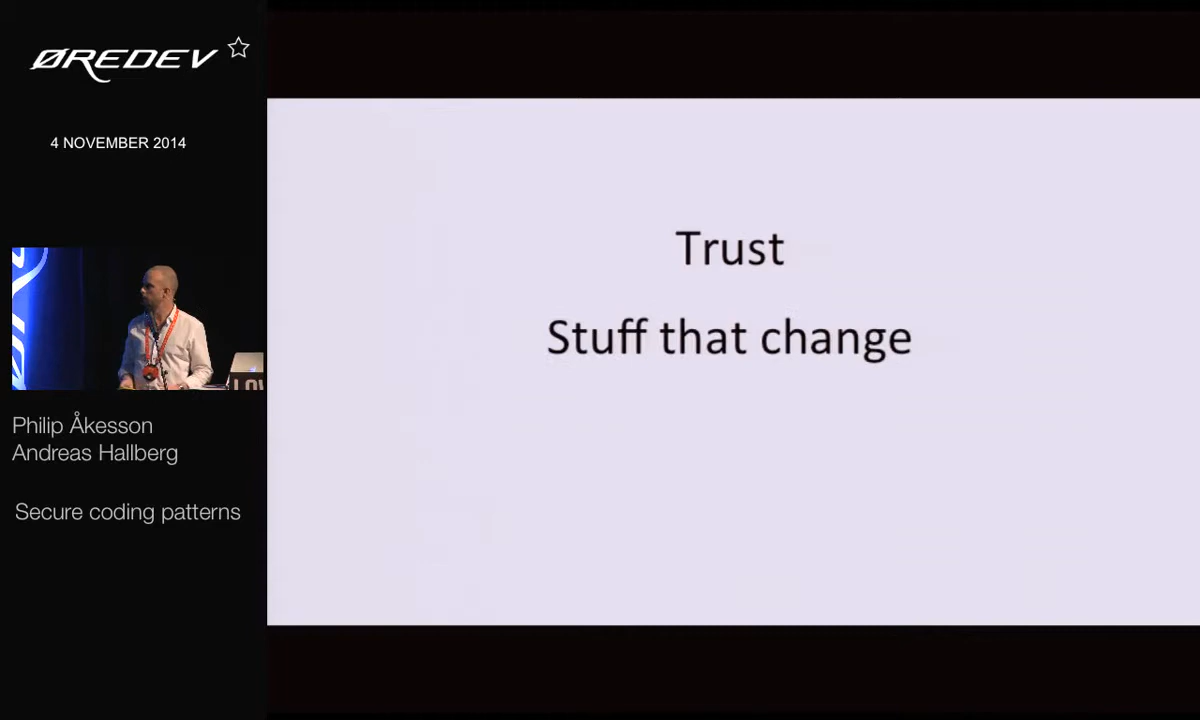 ØREDEV
4 NOVEMBER 2014
Trust
Stuff that change
Philip Åkesson
Andreas Hallberg
Secure coding patterns